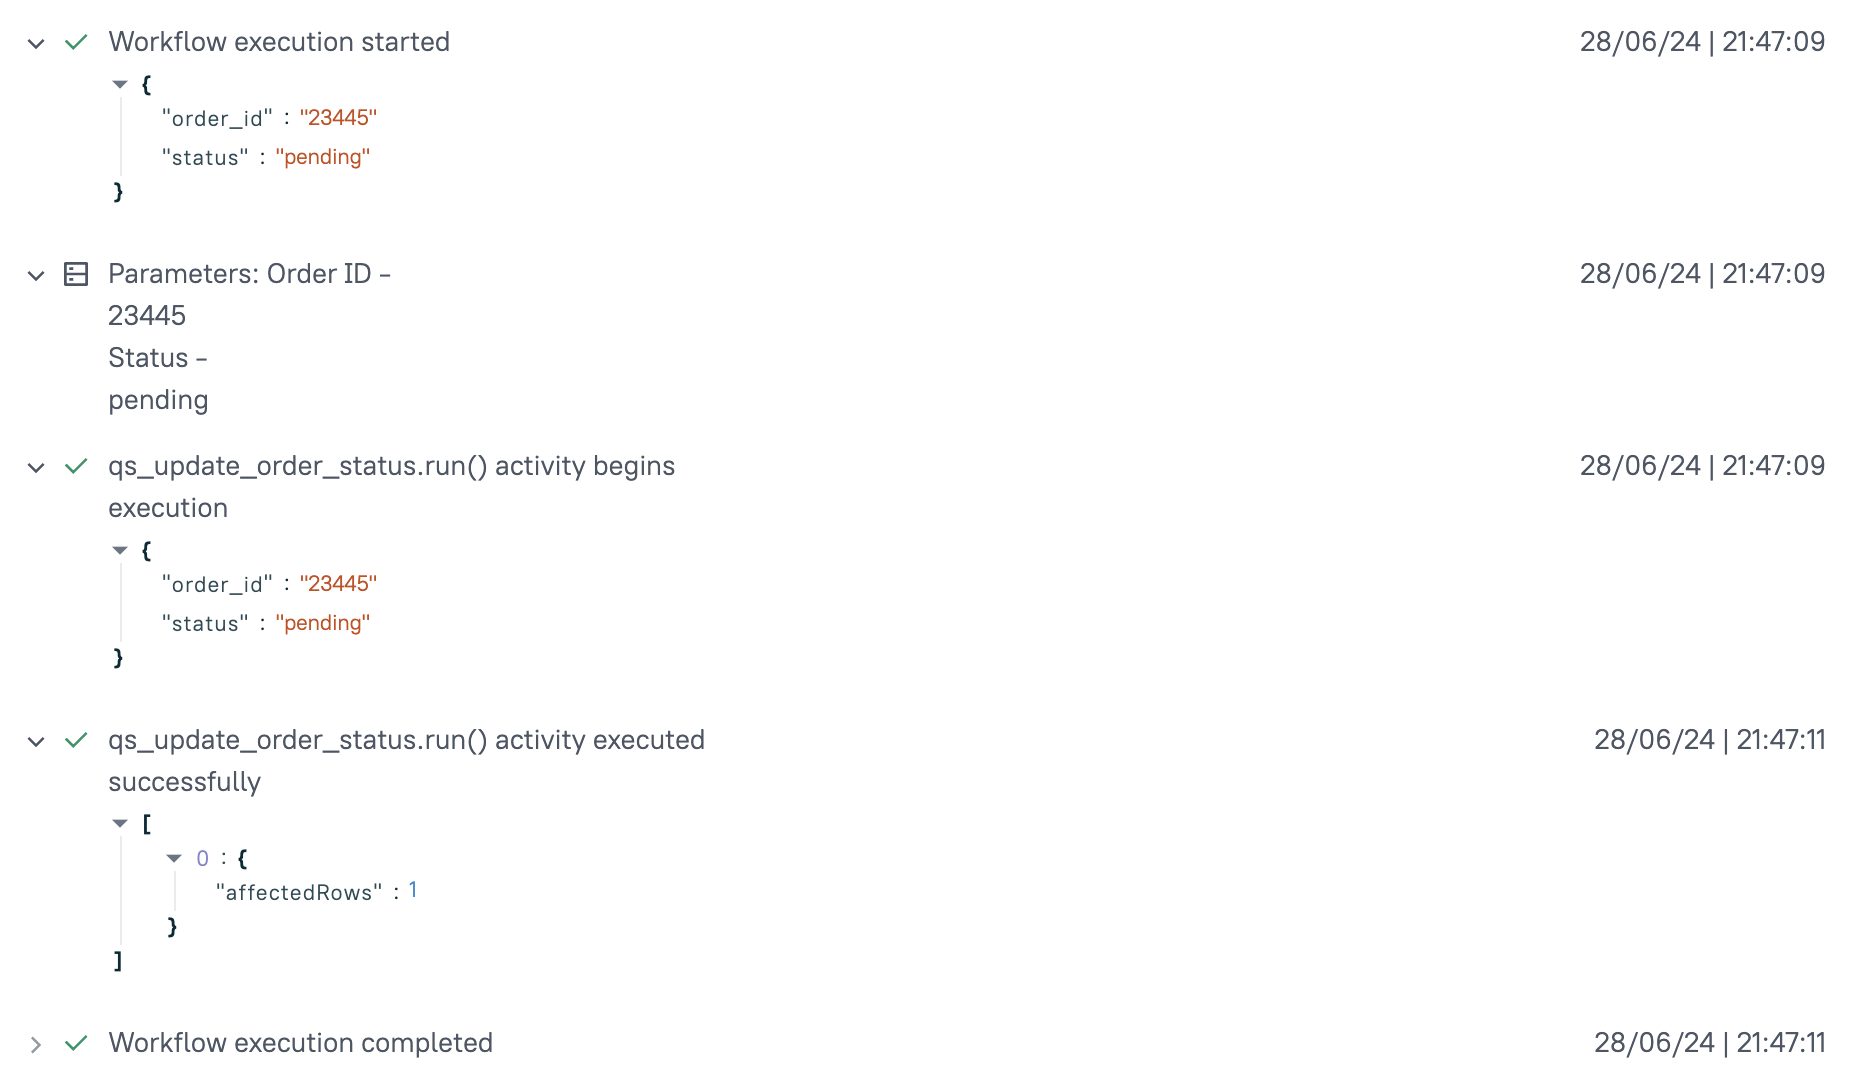 Workflow execution started 28/06/24 | 21:47:09
{
"order_id" : "23445"
"status" : "pending"
}
Parameters: Order ID - 28/06/24 | 21:47:09
23445
Status -
pending
qs_update_order_status.run() activity begins 28/06/24 | 21:47:09
execution
{
"order_id" : "23445"
"status" : "pending"
}
qs_update_order_status.run() activity executed 28/06/24 | 21:47:11
successfully
[
0 : {
"affectedRows" : 1
}
]
Workflow execution completed 28/06/24 | 21:47:11